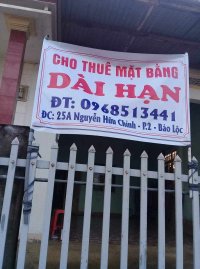 CHO THUÊ MẶT BẰNG
DÀI HẠN
ĐT: 0968513441
ĐC: 25A Nguyễn Hữu Chỉnh - P.2 - Bảo Lộc